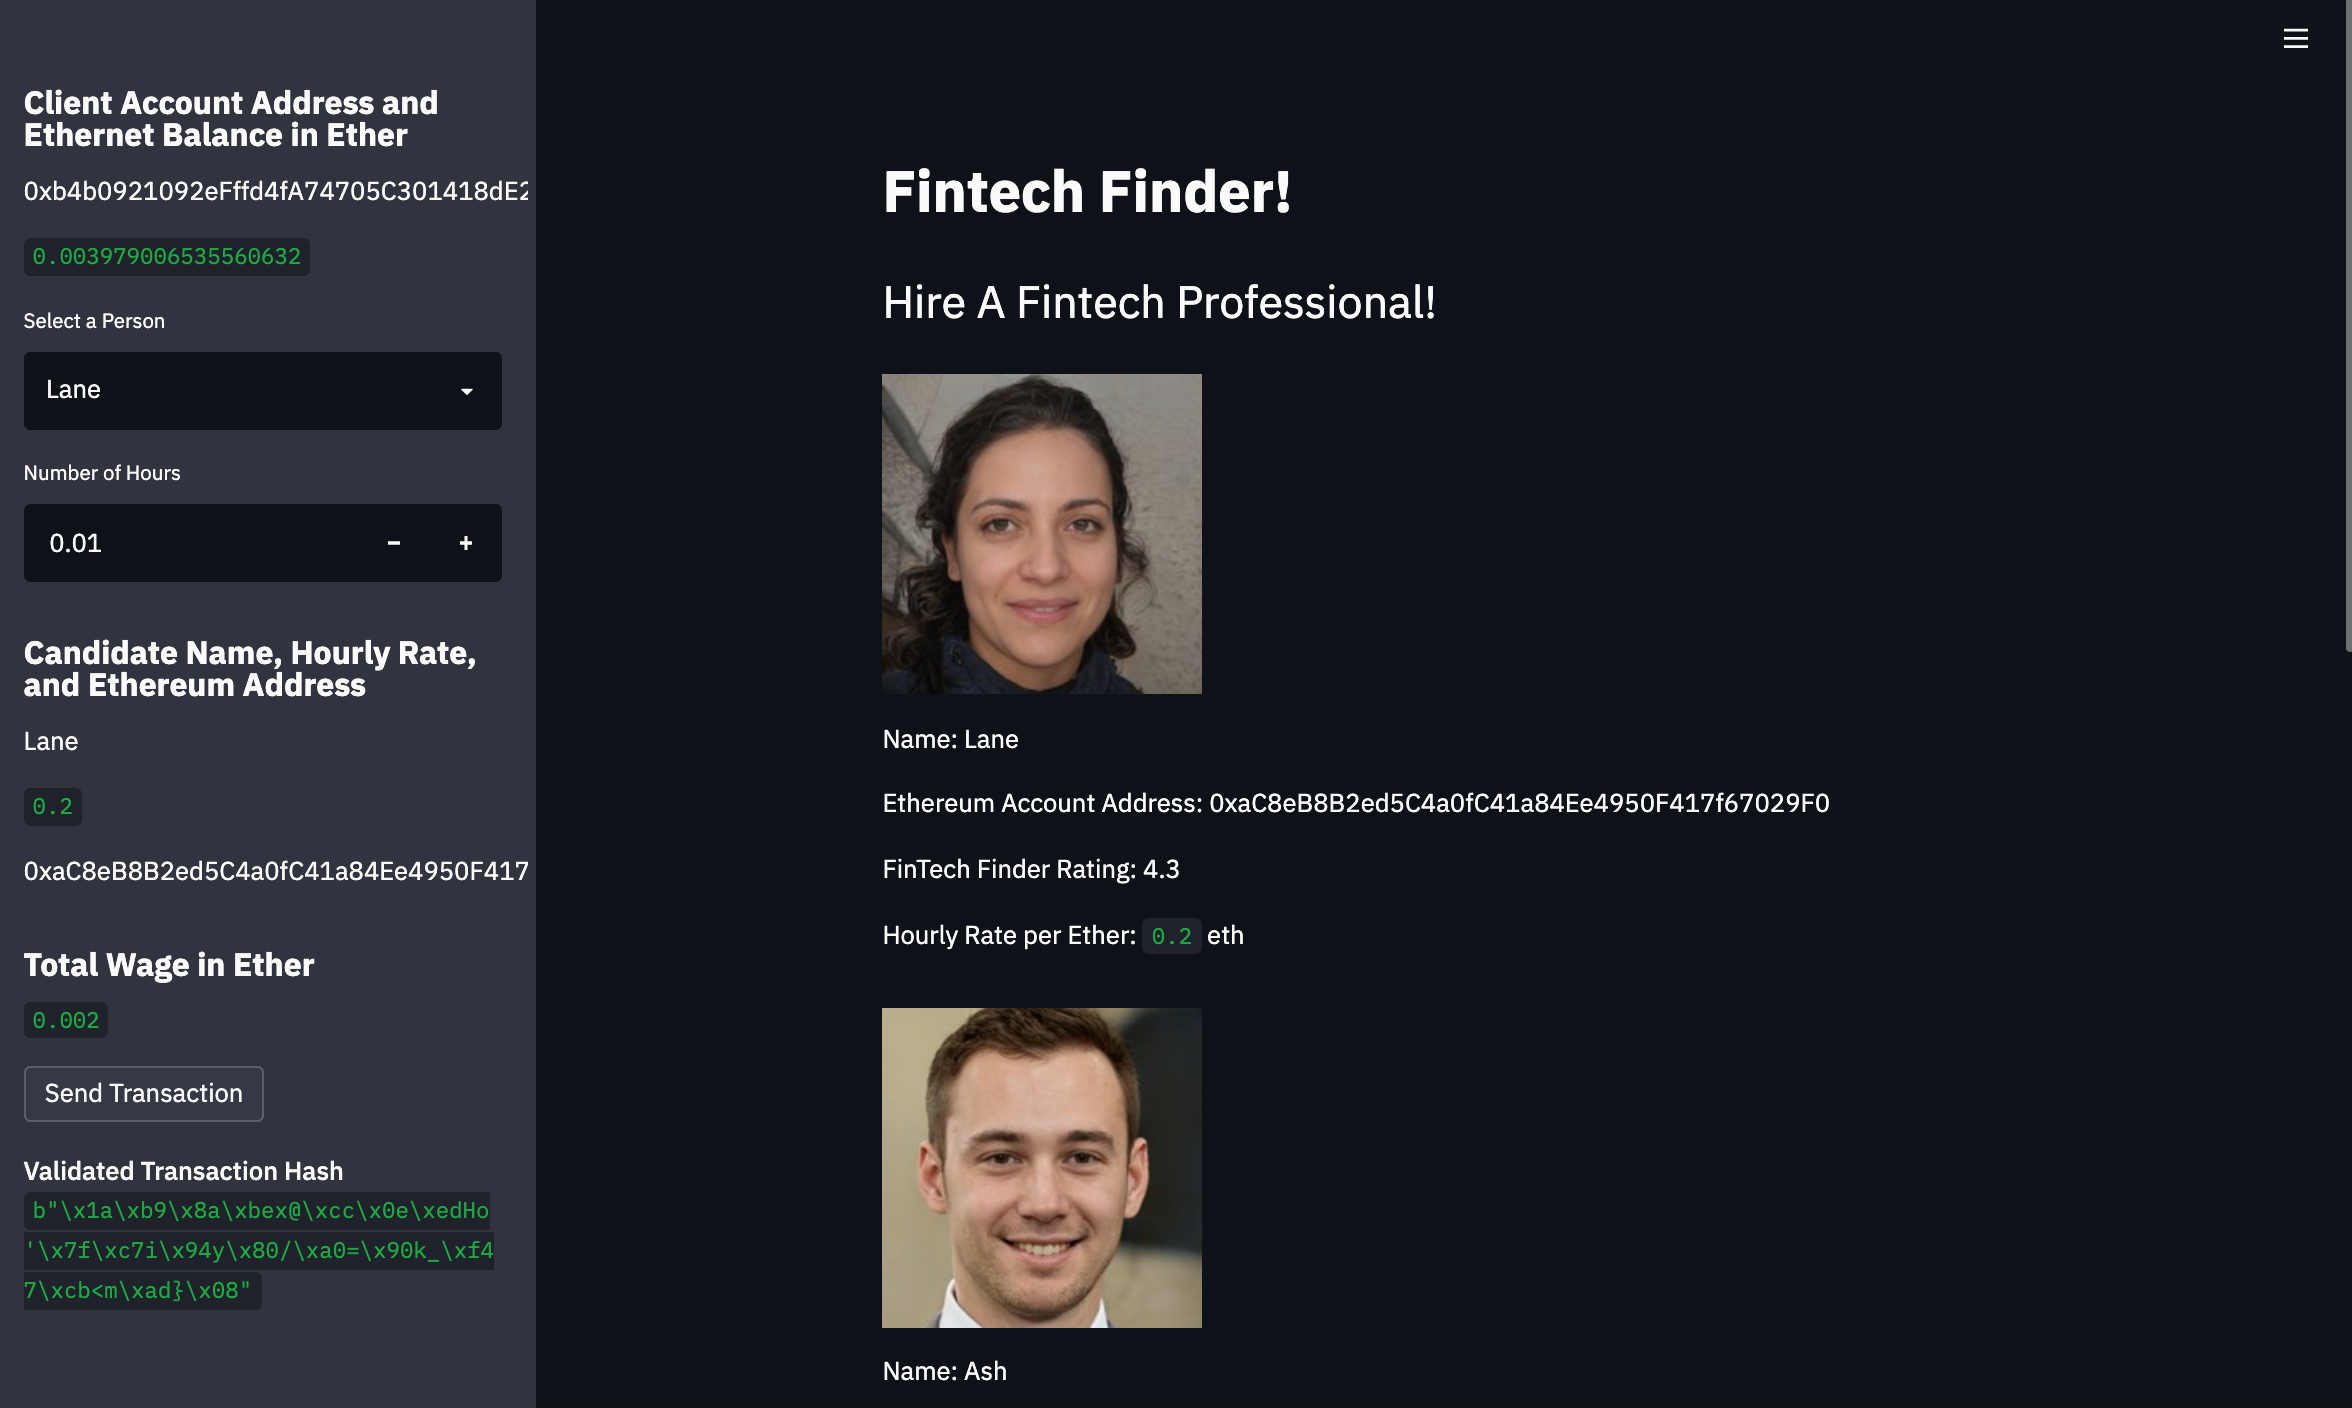 Client Account Address and
Ethernet Balance in Ether
0xb4b0921092eFffd4fA74705C301418dE2
0.003979006535560632
Select a Person
Lane
Number of Hours
0.01
Candidate Name, Hourly Rate,
and Ethereum Address
Lane
0.2
0xaC8eB8B2ed5C4a0fC41a84Ee4950F417
Total Wage in Ether
0.002
Send Transaction
Validated Transaction Hash
b"\x1a\xb9\x8a\xbex@\xcc\x0e\xedHo
'\x7f\xc7i\x94y\x80/\xa0=\x90k_\xf4
7\xcb<m\xad}\x08"
Fintech Finder!
Hire A Fintech Professional!
Name: Lane
Ethereum Account Address: 0xaC8eB8B2ed5C4a0fC41a84Ee4950F417f67029F0
FinTech Finder Rating: 4.3
Hourly Rate per Ether: 0.2 eth
Name: Ash